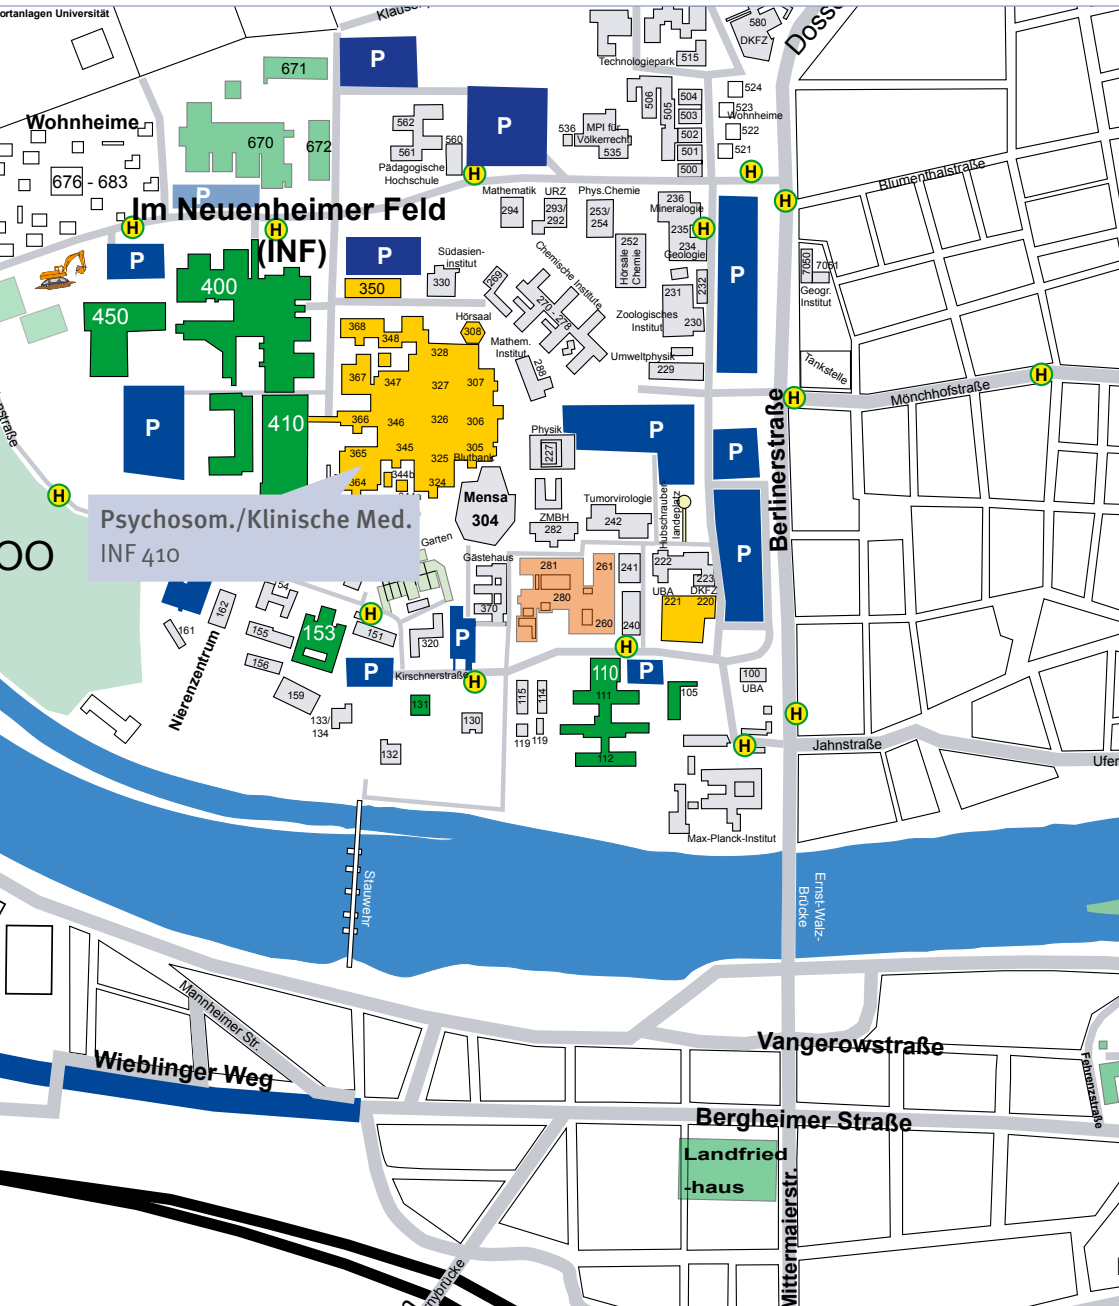 ortanlagen Universität
Technologiepark
515
580
DKFZ
671
P
562
561
560
Pädagogische
Hochschule
P
536
MPI für
Völkerrecht
535
506
505
504
503
502
501
500
524
523
Wohnheime
522
521
Wohnheime
676 - 683
670
672
P
H
H
H
H
H
H
Blumenthalstraße
Im Neuenheimer Feld
(INF)
Mathematik
294
URZ
293/
292
Phys.Chemie
253/
254
236
Mineralogie
235
234
Geologie
Hörsäle 252
Chemie
P
P
P
400
350
Südasien-
institut
330
269
Chemische Institute
270 - 278
231
232
Zoologisches
Institut
230
7050
7051
Geogr.
Institut
450
Hörsaal
308
368
348
328
367
347
327
307
Mathem.
Institut
288
Umweltphysik
229
Tankstelle
Mönchhofstraße
H
H
P
410
366
346
326
306
365
345
325
305
Blutbank
364
344b
324
Physik
227
P
P
P
Berlinerstraße
H
Mensa
304
Tumorvirologie
242
ZMBH
282
Hubschrauber-
landeplatz
Psychosom./Klinische Med.
INF 410
OO
Garten
Gästehaus
370
281
261
280
260
241
240
222
UBA
223
DKFZ
221
220
162
161
Nierenzentrum
155
156
153
151
H
320
P
P
Kirschnerstraße
H
H
P
100
UBA
159
133/
134
131
130
132
115
114
119
119
110
111
112
105
H
H
Jahnstraße
Ufer
Max-Planck-Institut
Stauwehr
Ernst-Walz-
Brücke
Mannheimer Str.
Wieblinger Weg
Vangerowstraße
Fehrenzstraße
Bergheimer Straße
Landfried
-haus
Mittermaierstr.